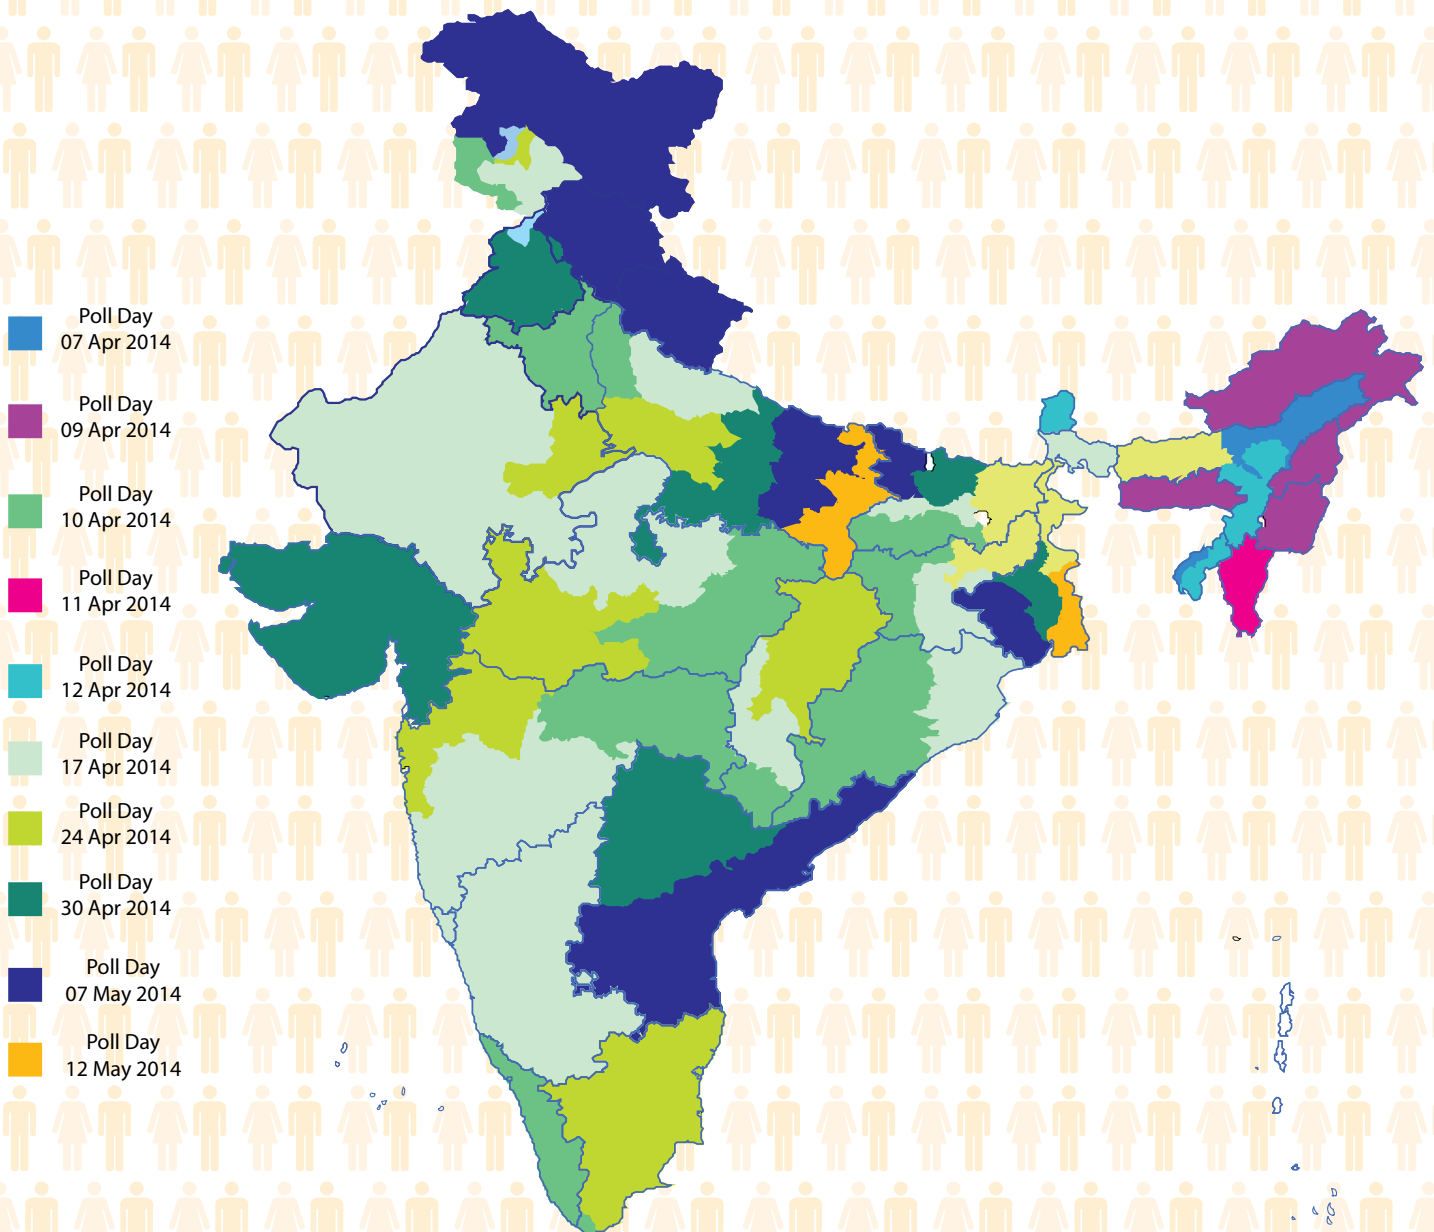 Poll Day
07 Apr 2014
Poll Day
09 Apr 2014
Poll Day
10 Apr 2014
Poll Day
11 Apr 2014
Poll Day
12 Apr 2014
Poll Day
17 Apr 2014
Poll Day
24 Apr 2014
Poll Day
30 Apr 2014
Poll Day
07 May 2014
Poll Day
12 May 2014